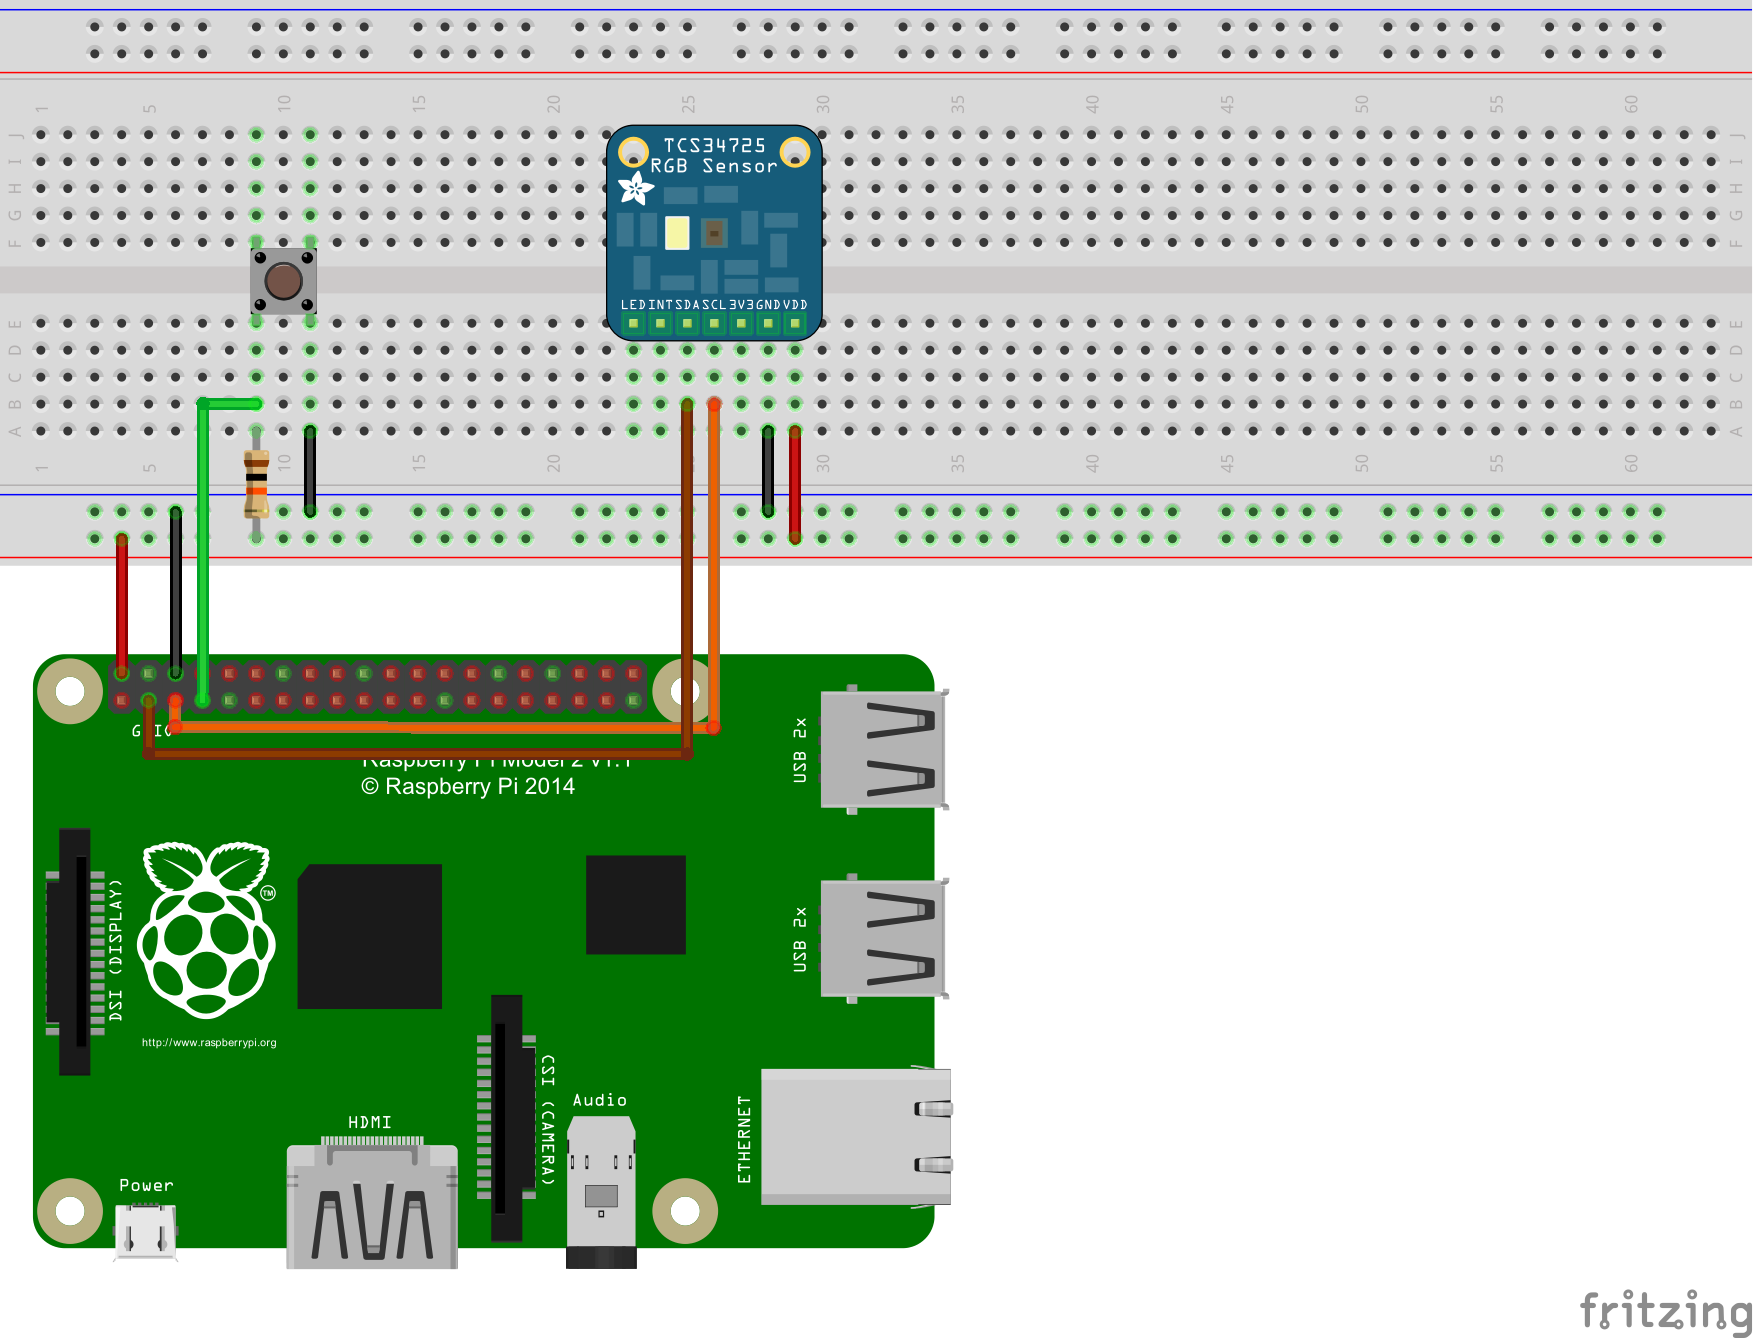 1 5 10 15 20 25 30 35 40 45 50 55 60
J
I
H
G
F
E
D
C
B
A
TCS34725
RGB Sensor
LED INT SDA SCL 3V3 GND VDD
J
I
H
G
F
E
D
C
B
A
1 5 10 15 20 30 35 40 45 50 55 60
Raspberry Pi Model 2 v1.1
© Raspberry Pi 2014
USB 2x
USB 2x
DSI (DISPLAY)
TM
http://www.raspberrypi.org
CSI (CAMERA)
Audio
HDMI
ETHERNET
Power
fritzing